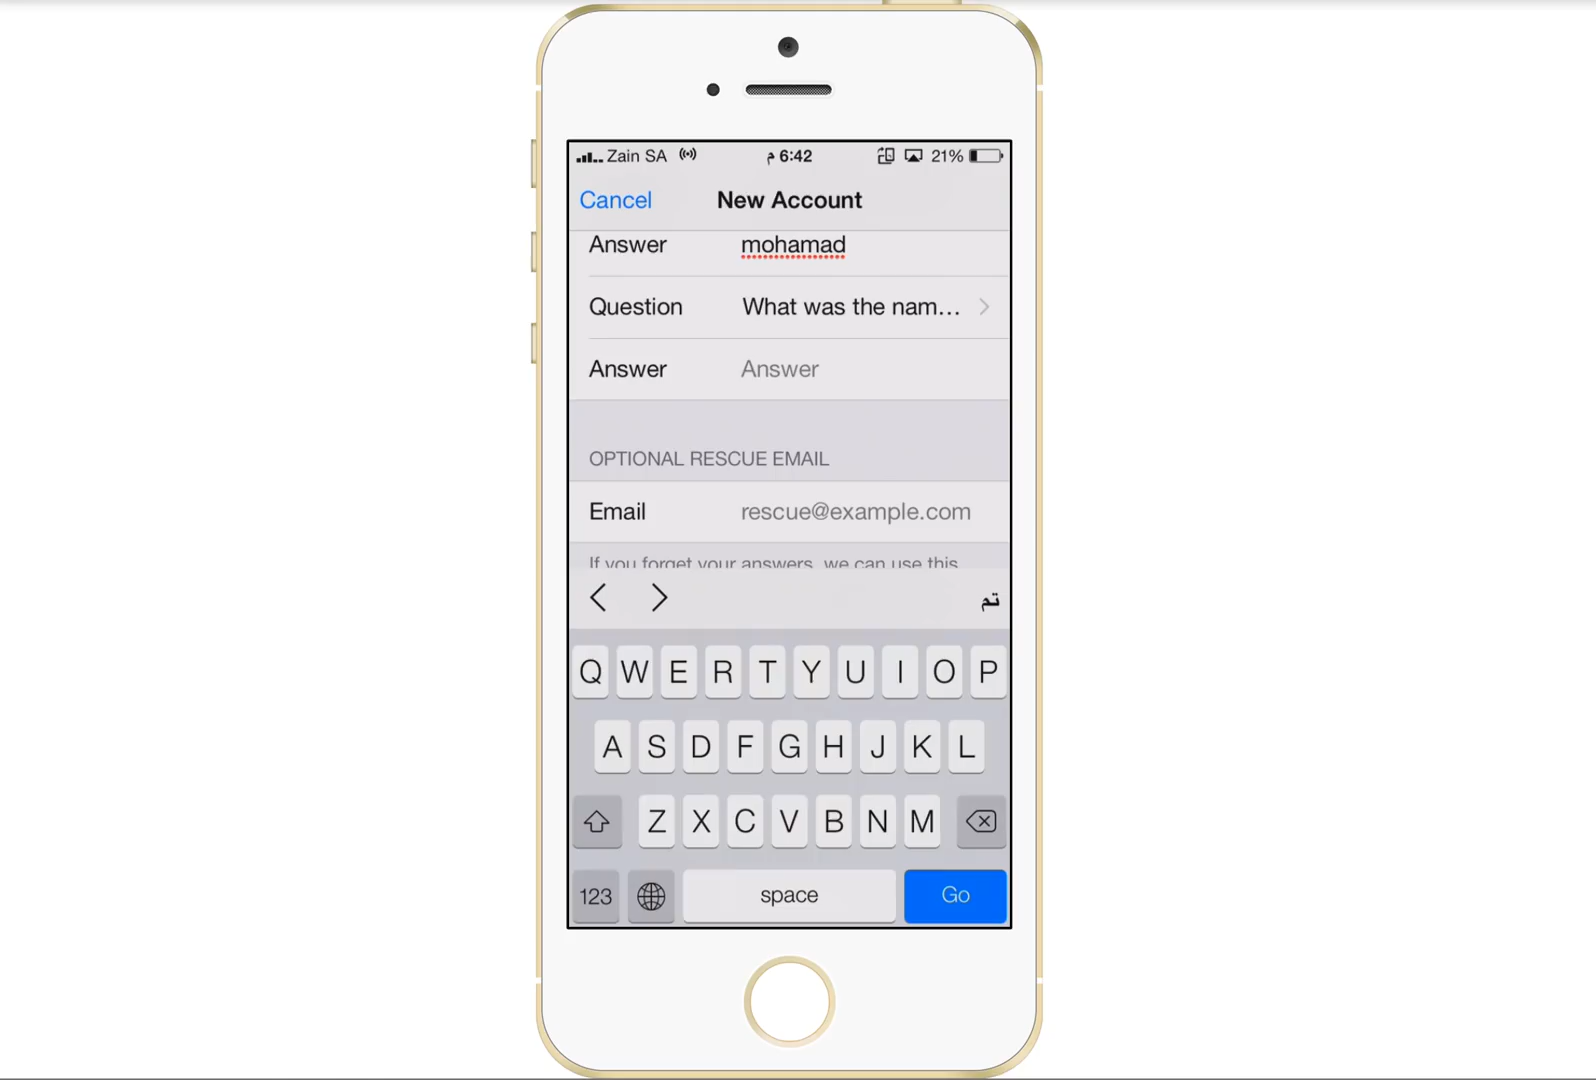 Zain SA 6:42 م 21%
Cancel New Account
Answer mohamad
Question What was the nam...
Answer Answer
OPTIONAL RESCUE EMAIL
Email rescue@example.com
If you forget your answers, we can use this
تم
Q W E R T Y U I O P
A S D F G H J K L
Z X C V B N M
123 space Go